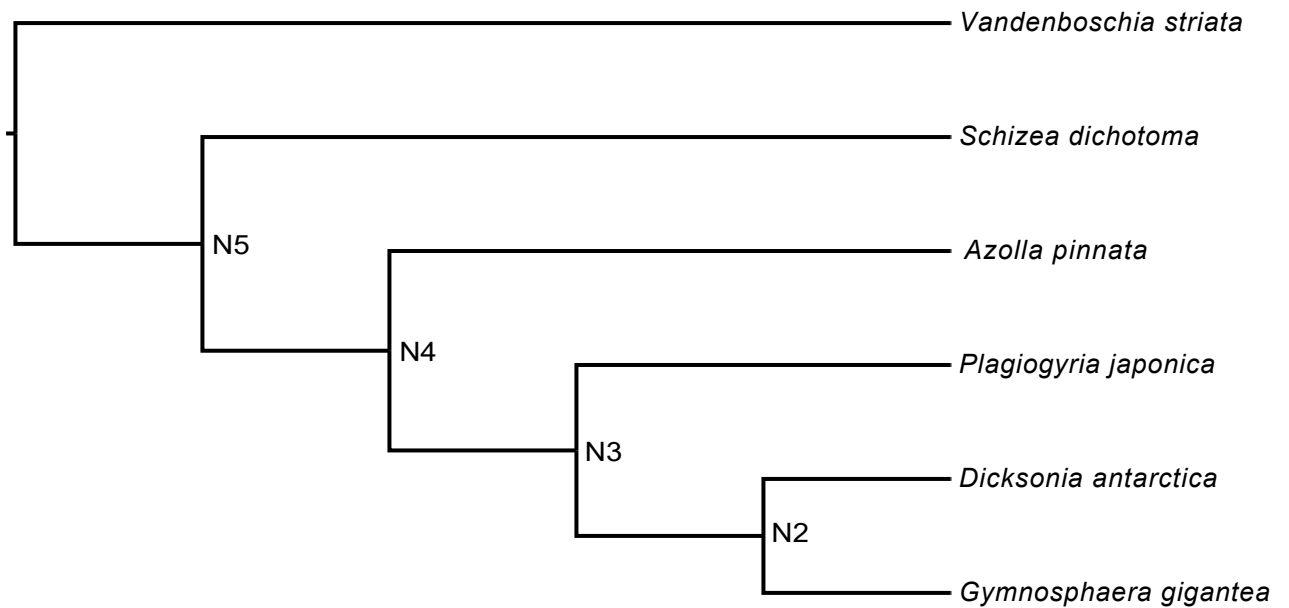 Vandenboschia striata
Schizea dichotoma
N5
Azolla pinnata
N4
Plagiogyria japonica
N3
Dicksonia antarctica
N2
Gymnosphaera gigantea